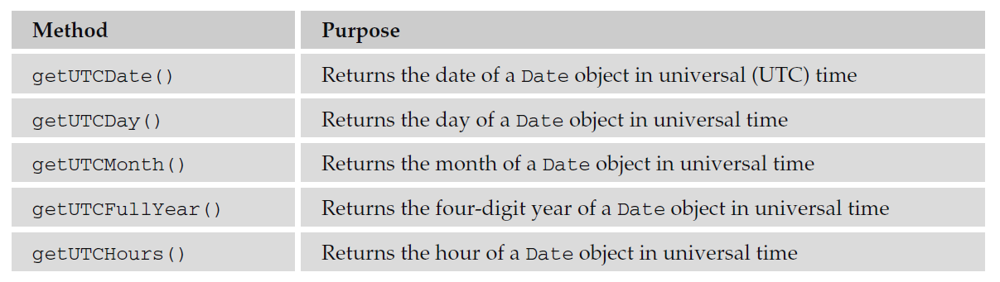 Method Purpose
getUTCDate() Returns the date of a Date object in universal (UTC) time
getUTCDay() Returns the day of a Date object in universal time
getUTCMonth() Returns the month of a Date object in universal time
getUTCFullYear() Returns the four-digit year of a Date object in universal time
getUTCHours() Returns the hour of a Date object in universal time